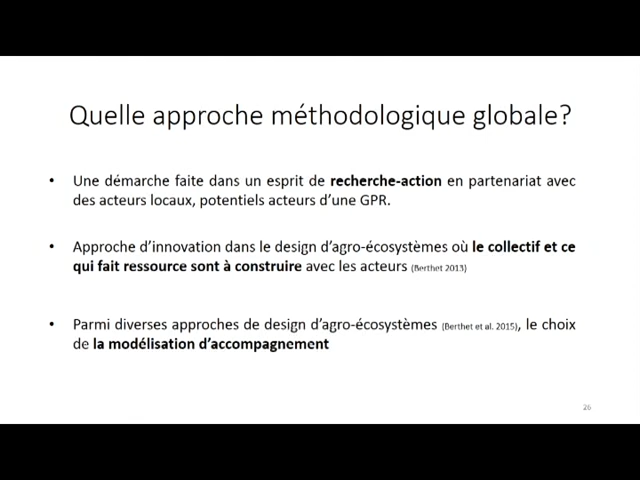 Quelle approche méthodologique globale?
• Une démarche faite dans un esprit de recherche-action en partenariat avec
des acteurs locaux, potentiels acteurs d'une GPR.
• Approche d'innovation dans le design d'agro-écosystèmes où le collectif et ce
qui fait ressource sont à construire avec les acteurs (Berthet 2013)
• Parmi diverses approches de design d'agro-écosystèmes (Berthet et al. 2015), le choix
de la modélisation d'accompagnement
26